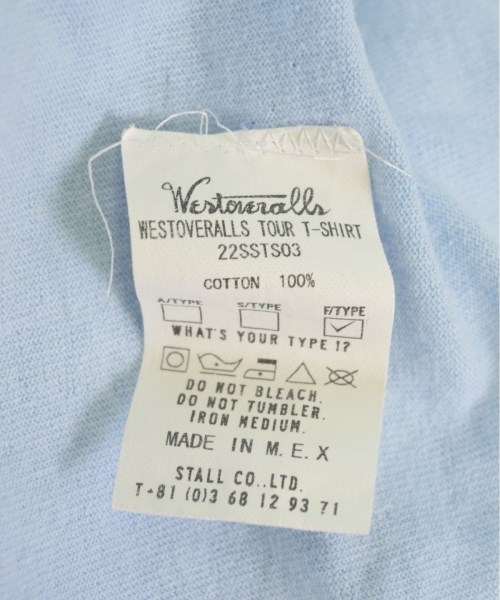 Westoveralls
WESTOVERALLS TOUR T-SHIRT
22SSTS03
COTTON 100%
A/TYPE S/TYPE F/TYPE
WHAT'S YOUR TYPE !?
DO NOT BLEACH.
DO NOT TUMBLER.
IRON MEDIUM.
MADE IN M.E.X
STALL CO.,LTD.
T+81 (0)3 68 12 93 71